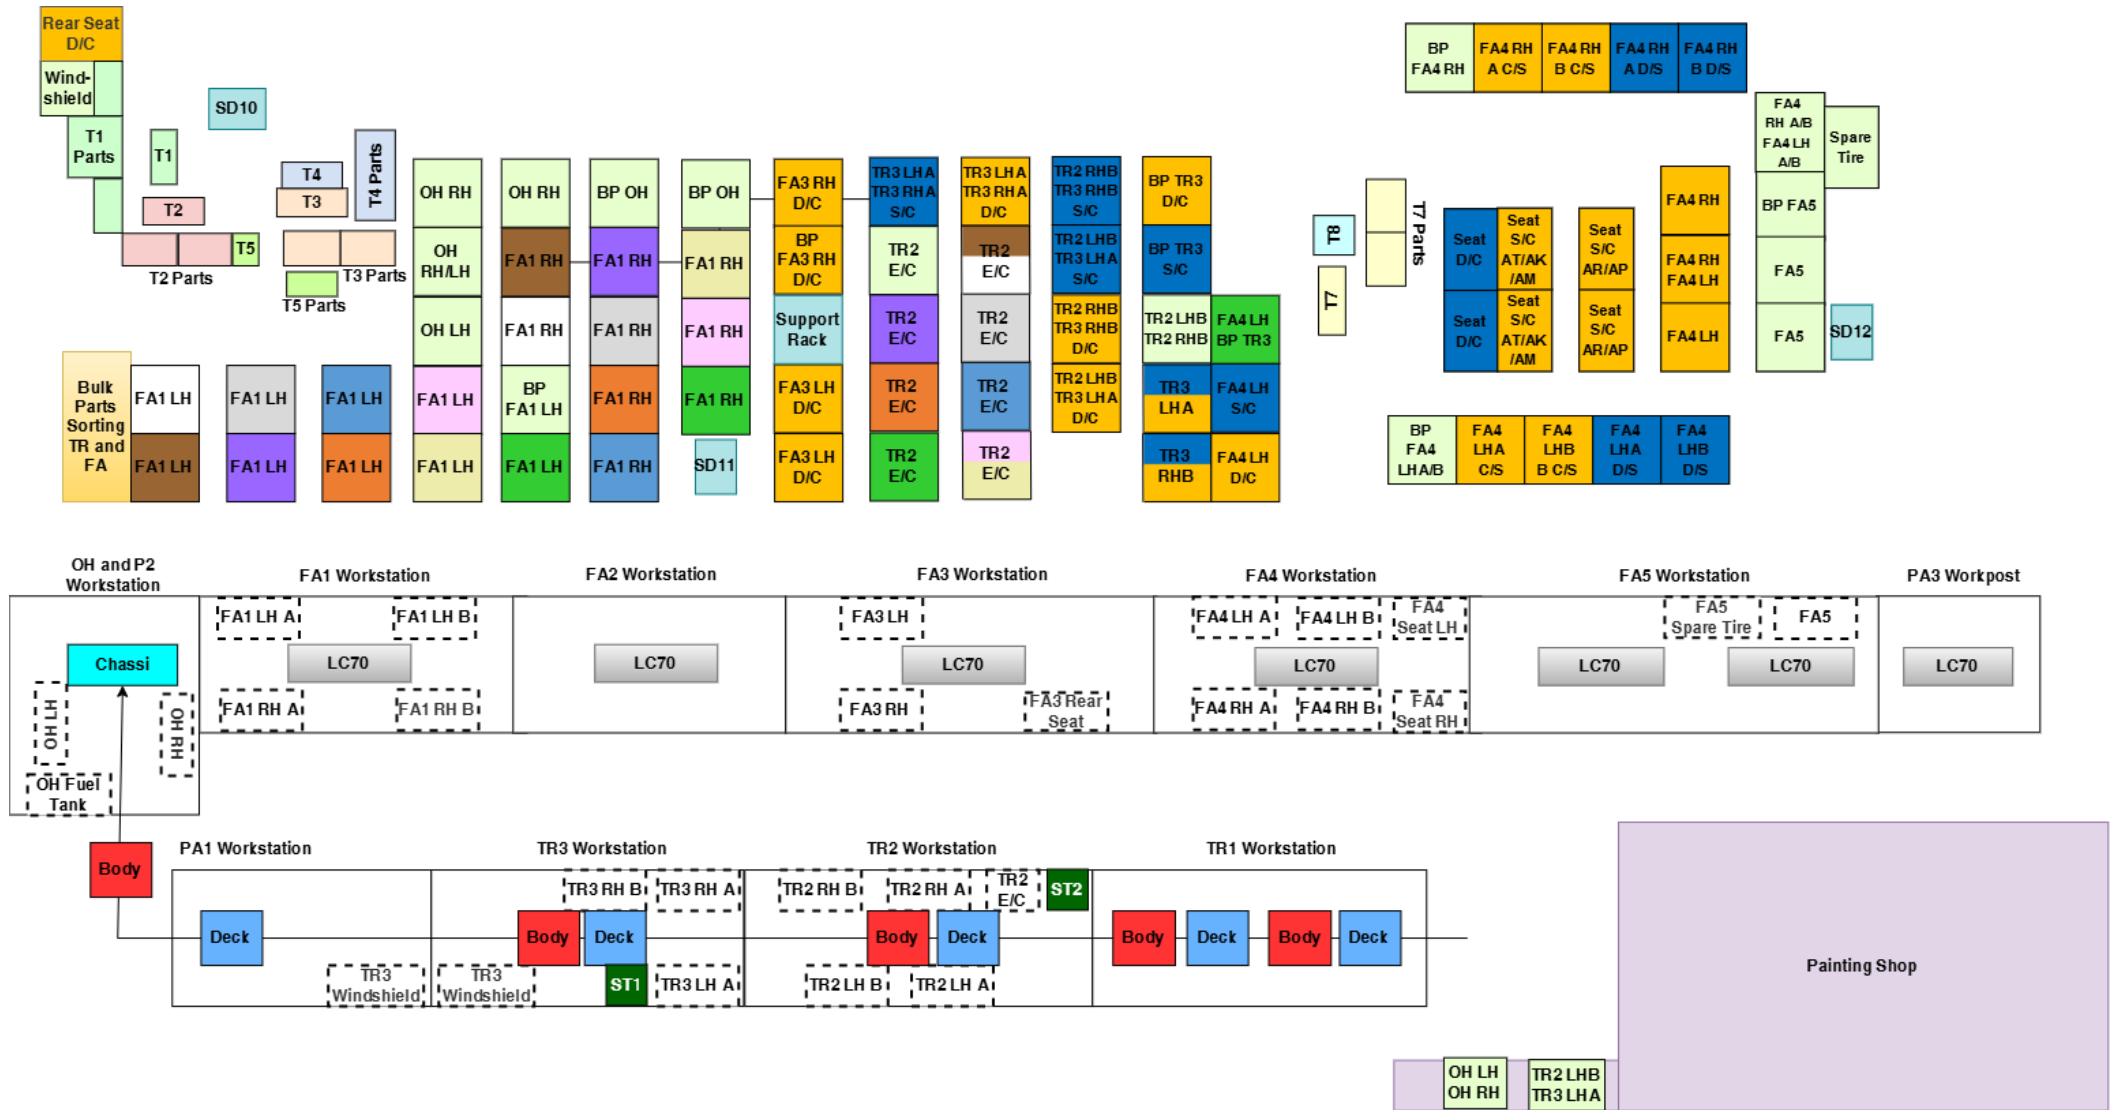 Rear Seat
D/C
Wind-
shield
T1
Parts
T1
SD10
T2
T2 Parts
T5
T4
T3
T4 Parts
T3 Parts
T5 Parts
Bulk
Parts
Sorting
TR and
FA
FA1 LH
FA1 LH
FA1 LH
FA1 LH
FA1 LH
FA1 LH
OH RH
OH
RH/LH
OH LH
FA1 LH
FA1 LH
OH RH
FA1 RH
FA1 RH
BP
FA1 LH
FA1 LH
BP OH
FA1 RH
FA1 RH
FA1 RH
FA1 RH
BP OH
FA1 RH
FA1 RH
FA1 RH
SD11
FA3 RH
D/C
BP
FA3 RH
D/C
Support
Rack
FA3 LH
D/C
FA3 LH
D/C
TR3 LHA
TR3 RHA
S/C
TR2
E/C
TR2
E/C
TR2
E/C
TR2
E/C
TR3 LHA
TR3 RHA
D/C
TR2
E/C
TR2
E/C
TR2
E/C
TR2
E/C
TR2 RHB
TR3 RHB
S/C
TR2 LHB
TR3 LHA
S/C
TR2 RHB
TR3 RHB
D/C
TR2 LHB
TR3 LHA
D/C
BP TR3
D/C
BP TR3
S/C
TR2 LHB
TR2 RHB
TR3
LHA
TR3
RHB
FA4 LH
BP TR3
FA4 LH
S/C
FA4 LH
D/C
T8
T7
T7 Parts
BP
FA4 RH
FA4 RH
A C/S
FA4 RH
B C/S
FA4 RH
A D/S
FA4 RH
B D/S
Seat
D/C
Seat
D/C
Seat
S/C
AT/AK
/AM
Seat
S/C
AT/AK
/AM
Seat
S/C
AR/AP
Seat
S/C
AR/AP
FA4 RH
FA4 RH
FA4 LH
FA4 LH
FA4
RH A/B
FA4 LH
A/B
Spare
Tire
BP FA5
FA5
FA5
SD12
BP
FA4
LHA/B
FA4
LHA
C/S
FA4
LHB
B C/S
FA4
LHA
D/S
FA4
LHB
D/S
OH and P2
Workstation
Chassi
OH LH
OH RH
OH Fuel
Tank
FA1 Workstation
FA1 LH A
FA1 LH B
LC70
FA1 RH A
FA1 RH B
FA2 Workstation
LC70
FA3 Workstation
FA3 LH
LC70
FA3 RH
FA3 Rear
Seat
FA4 Workstation
FA4 LH A
FA4 LH B
FA4
Seat LH
LC70
FA4 RH A
FA4 RH B
FA4
Seat RH
FA5 Workstation
FA5
Spare Tire
FA5
LC70
LC70
PA3 Workpost
LC70
Body
PA1 Workstation
Deck
TR3
Windshield
TR3 Workstation
TR3 RH B
TR3 RH A
Body
Deck
TR3
Windshield
ST1
TR3 LH A
TR2 Workstation
TR2 RH B
TR2 RH A
TR2
E/C
ST2
Body
Deck
TR2 LH B
TR2 LH A
TR1 Workstation
Body
Deck
Body
Deck
Painting Shop
OH LH
OH RH
TR2 LHB
TR3 LHA